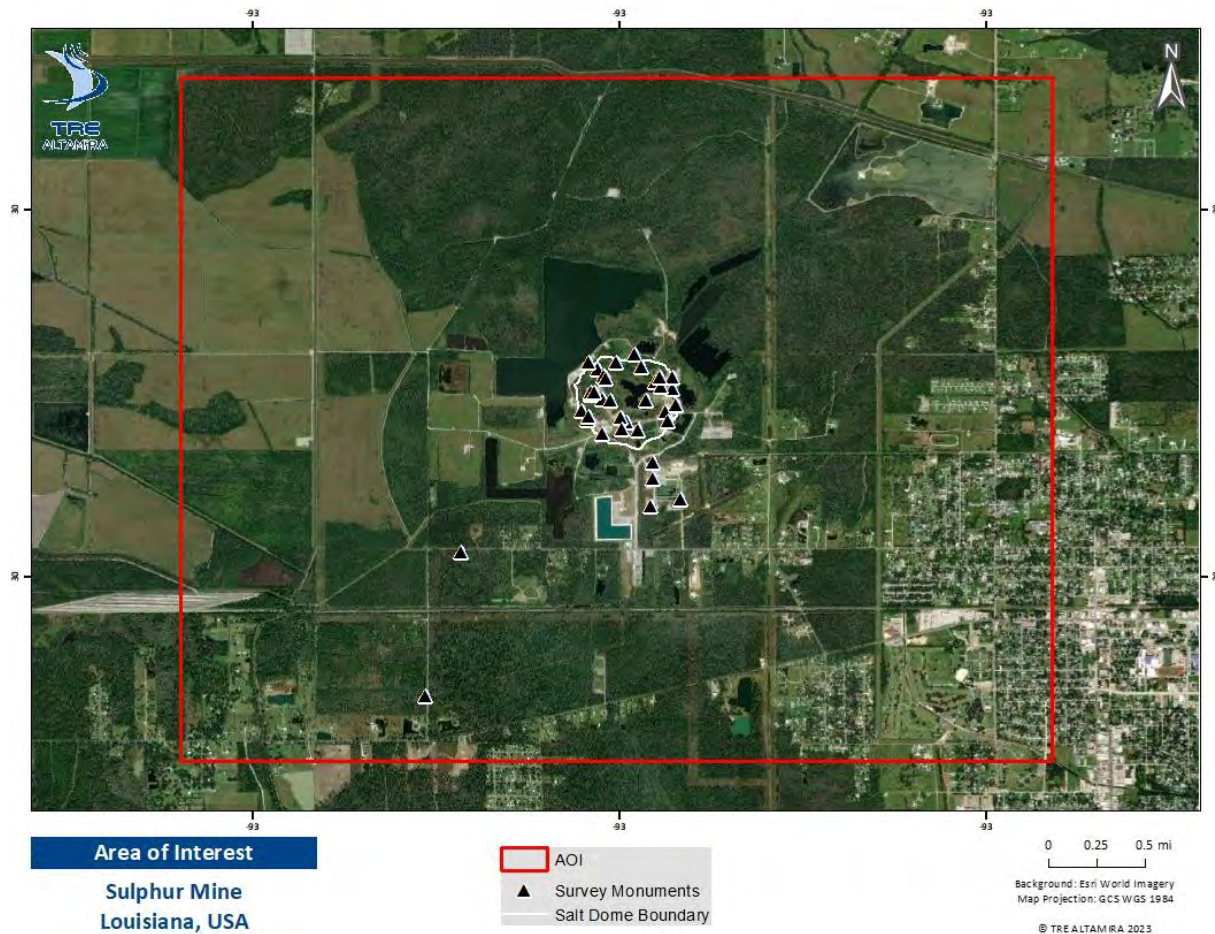 -93 -93 -93
N
TRE
ALTAMIRA
30 30
30 30
-93 -93 -93
Area of Interest
Sulphur Mine
Louisiana, USA
AOI
Survey Monuments
Salt Dome Boundary
0 0.25 0.5 mi
Background: Esri World Imagery
Map Projection: GCS WGS 1984
© TRE ALTAMIRA 2023